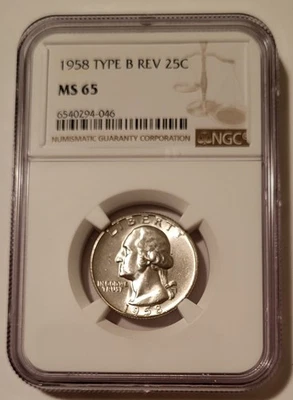 1958 TYPE B REV 25C
MS 65
6540294-046
NUMISMATIC GUARANTY CORPORATION
NGC
LIBERTY
IN GOD WE
TRUST
1958